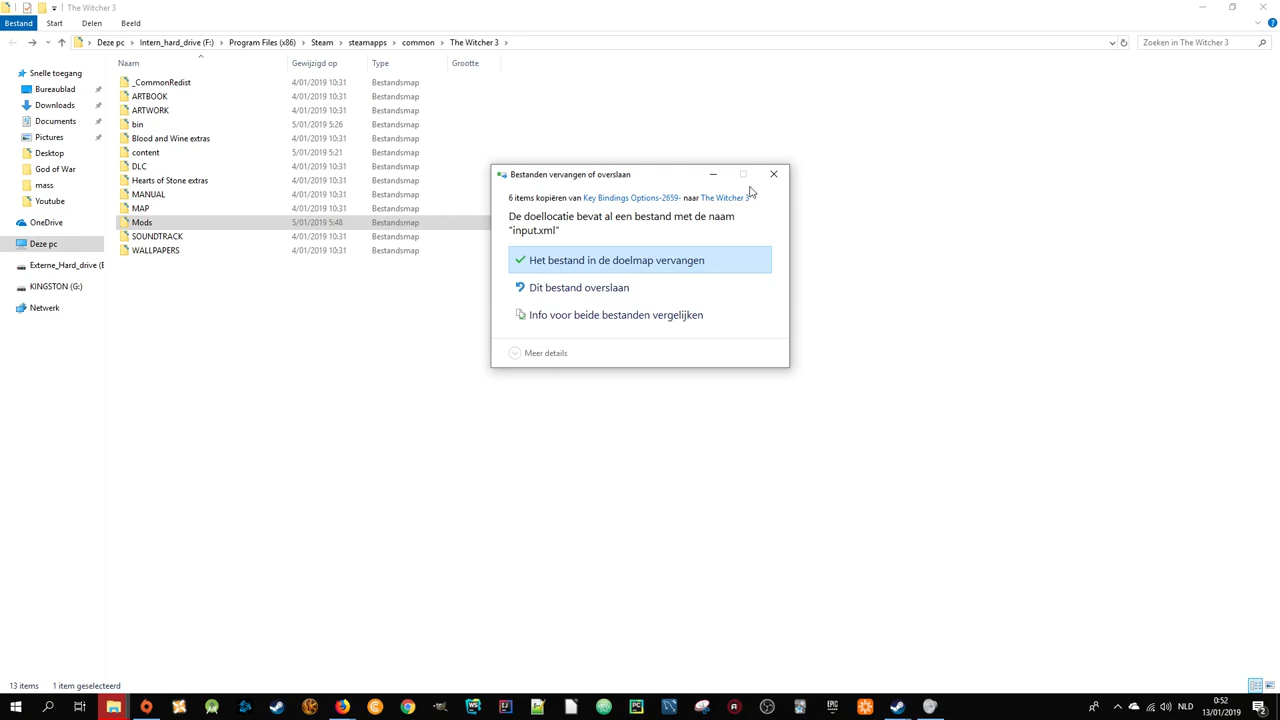 The Witcher 3
Bestand Start Delen Beeld
Deze pc Intern_hard_drive (F:) Program Files (x86) Steam steamapps common The Witcher 3
Zoeken in The Witcher 3
Naam Gewijzigd op Type Grootte
Snelle toegang
Bureaublad
Downloads
Documents
Pictures
Desktop
God of War
mass
Youtube
OneDrive
Deze pc
Externe_Hard_drive (E
KINGSTON (G:)
Netwerk
_CommonRedist 4/01/2019 10:31 Bestandsmap
ARTBOOK 4/01/2019 10:31 Bestandsmap
ARTWORK 4/01/2019 10:31 Bestandsmap
bin 5/01/2019 5:26 Bestandsmap
Blood and Wine extras 4/01/2019 10:31 Bestandsmap
content 5/01/2019 5:21 Bestandsmap
DLC 4/01/2019 10:31 Bestandsmap
Hearts of Stone extras 4/01/2019 10:31 Bestandsmap
MANUAL 4/01/2019 10:31 Bestandsmap
MAP 4/01/2019 10:31 Bestandsmap
Mods 5/01/2019 5:48 Bestandsmap
SOUNDTRACK 4/01/2019 10:31 Bestandsmap
WALLPAPERS 4/01/2019 10:31 Bestandsmap
Bestanden vervangen of overslaan
6 items kopiëren van Key Bindings Options-2659- naar The Witcher 3
De doellocatie bevat al een bestand met de naam
"input.xml"
Het bestand in de doelmap vervangen
Dit bestand overslaan
Info voor beide bestanden vergelijken
Meer details
13 items 1 item geselecteerd
NLD
0:52
13/01/2019